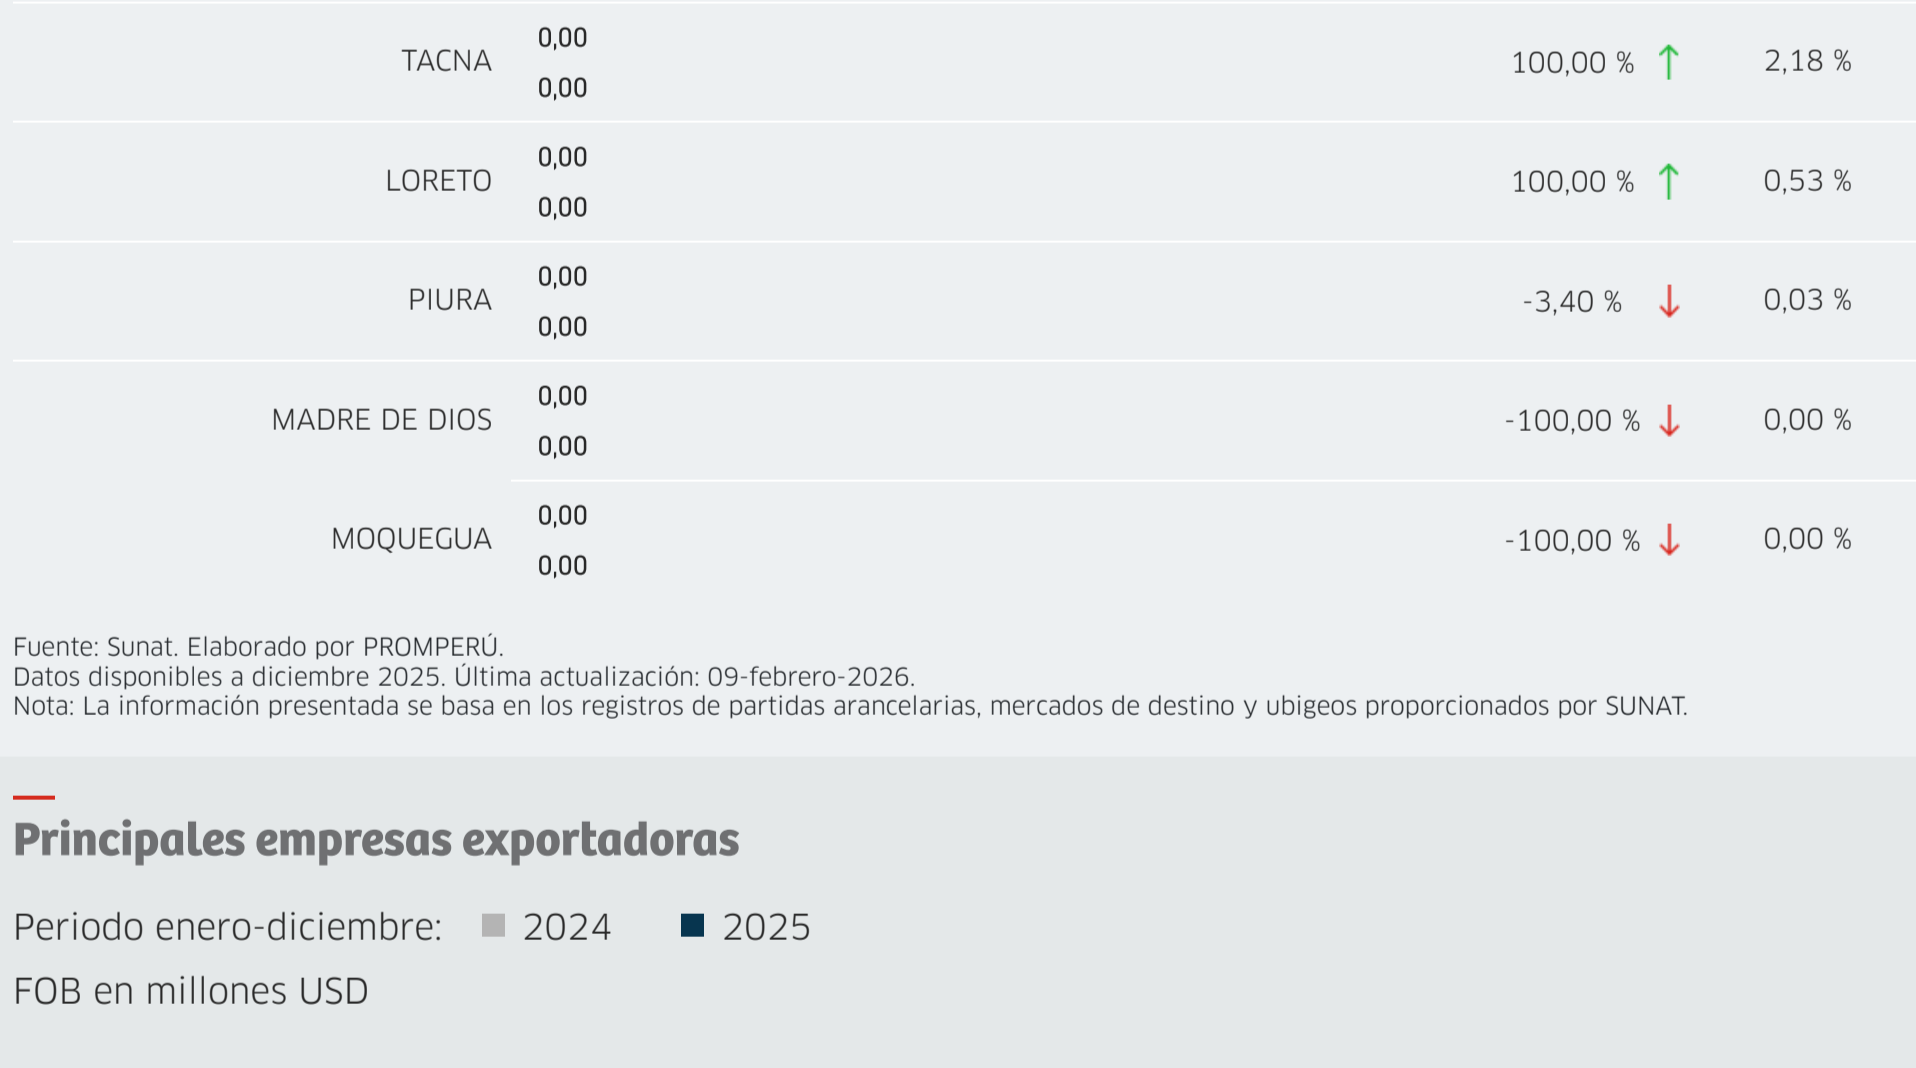 0,00
TACNA 100,00 % ↑ 2,18 %
0,00
0,00
LORETO 100,00 % ↑ 0,53 %
0,00
0,00
PIURA -3,40 % ↓ 0,03 %
0,00
0,00
MADRE DE DIOS -100,00 % ↓ 0,00 %
0,00
0,00
MOQUEGUA -100,00 % ↓ 0,00 %
0,00
Fuente: Sunat. Elaborado por PROMPERÚ.
Datos disponibles a diciembre 2025. Última actualización: 09-febrero-2026.
Nota: La información presentada se basa en los registros de partidas arancelarias, mercados de destino y ubigeos proporcionados por SUNAT.
Principales empresas exportadoras
Periodo enero-diciembre: 2024 2025
FOB en millones USD